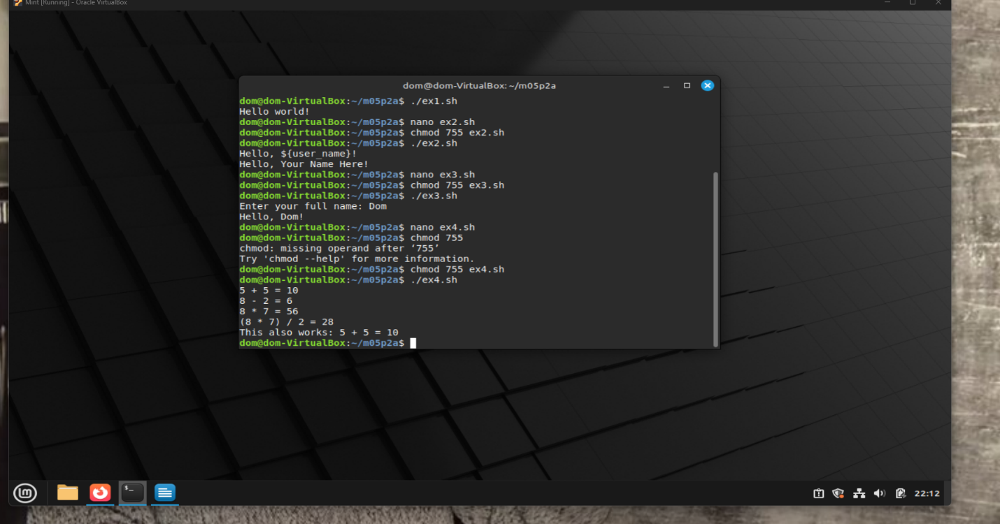 Mint [Running] - Oracle VirtualBox
dom@dom-VirtualBox: ~/m05p2a
dom@dom-VirtualBox:~/m05p2a$ ./ex1.sh
Hello world!
dom@dom-VirtualBox:~/m05p2a$ nano ex2.sh
dom@dom-VirtualBox:~/m05p2a$ chmod 755 ex2.sh
dom@dom-VirtualBox:~/m05p2a$ ./ex2.sh
Hello, ${user_name}!
Hello, Your Name Here!
dom@dom-VirtualBox:~/m05p2a$ nano ex3.sh
dom@dom-VirtualBox:~/m05p2a$ chmod 755 ex3.sh
dom@dom-VirtualBox:~/m05p2a$ ./ex3.sh
Enter your full name: Dom
Hello, Dom!
dom@dom-VirtualBox:~/m05p2a$ nano ex4.sh
dom@dom-VirtualBox:~/m05p2a$ chmod 755
chmod: missing operand after ‘755’
Try 'chmod --help' for more information.
dom@dom-VirtualBox:~/m05p2a$ chmod 755 ex4.sh
dom@dom-VirtualBox:~/m05p2a$ ./ex4.sh
5 + 5 = 10
8 - 2 = 6
8 * 7 = 56
(8 * 7) / 2 = 28
This also works: 5 + 5 = 10
dom@dom-VirtualBox:~/m05p2a$
22:12